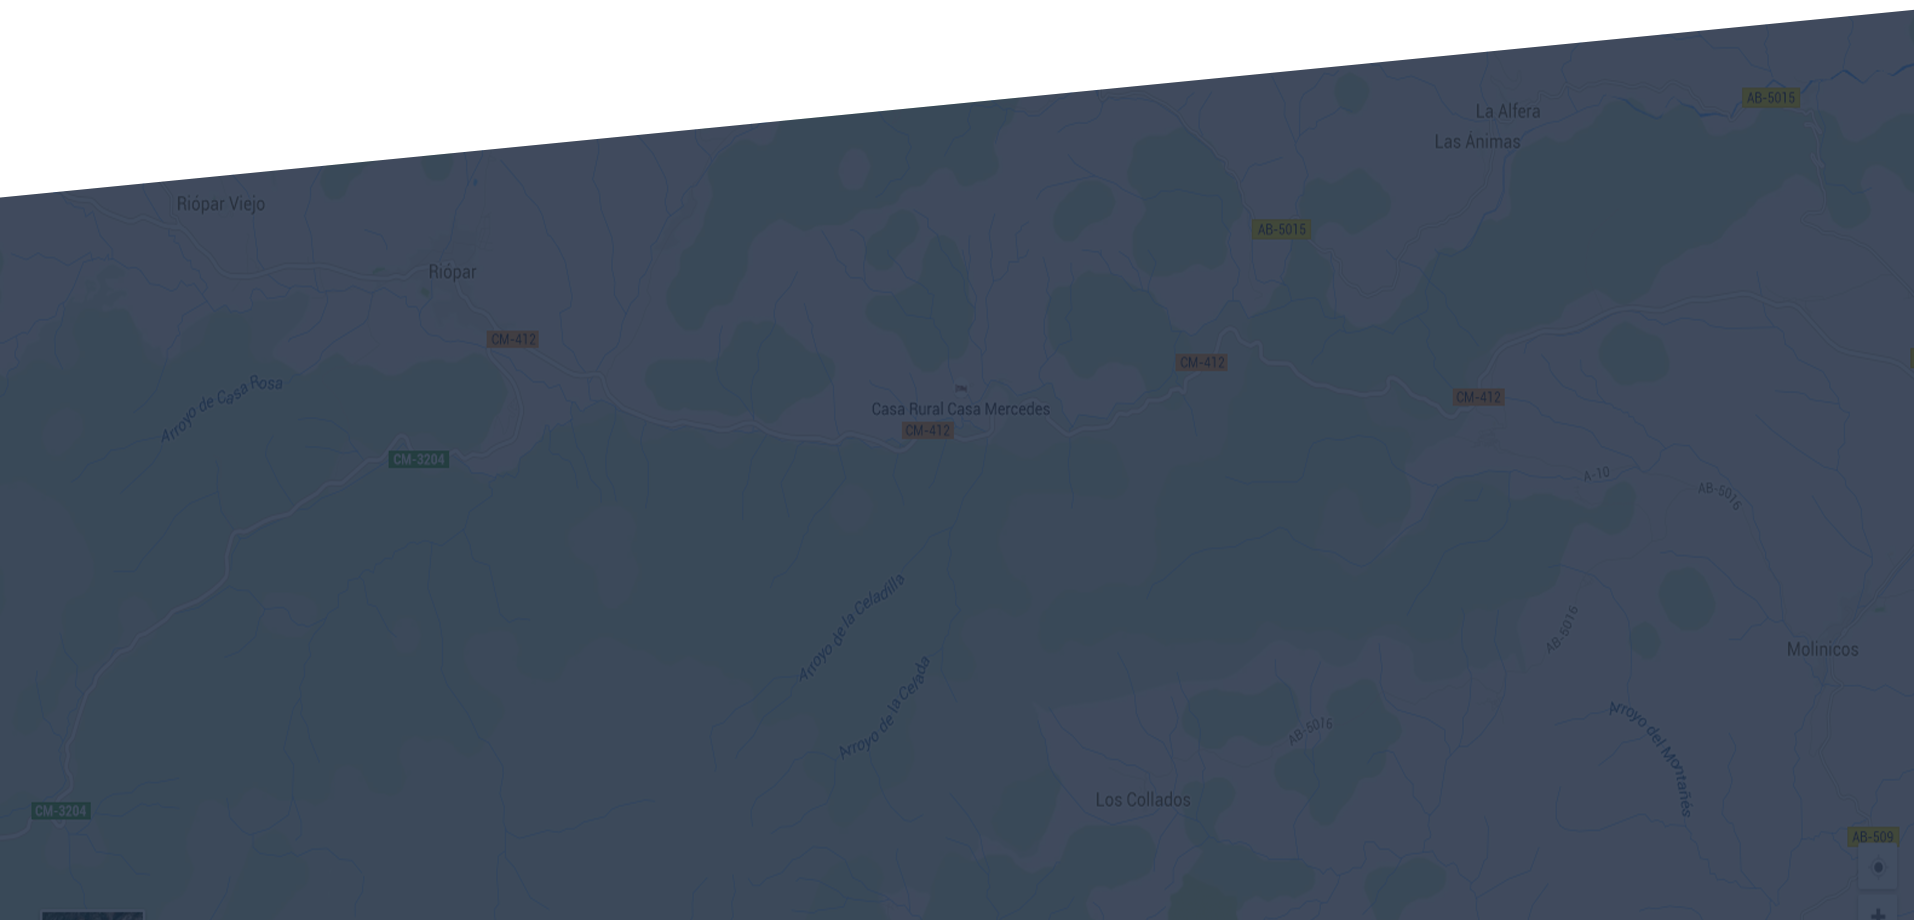 AB-5015
La Alfera
Las Ánimas
Riópar Viejo
AB-5015
Riópar
CM-412
CM-412
Arroyo de Casa Rosa
CM-412
Casa Rural Casa Mercedes
CM-412
CM-3204
A-10
AB-5016
Arroyo de la Celadilla
AB-5016
Molinicos
Arroyo de la Celada
AB-5016
Arroyo del Montañés
Los Collados
CM-3204
AB-509